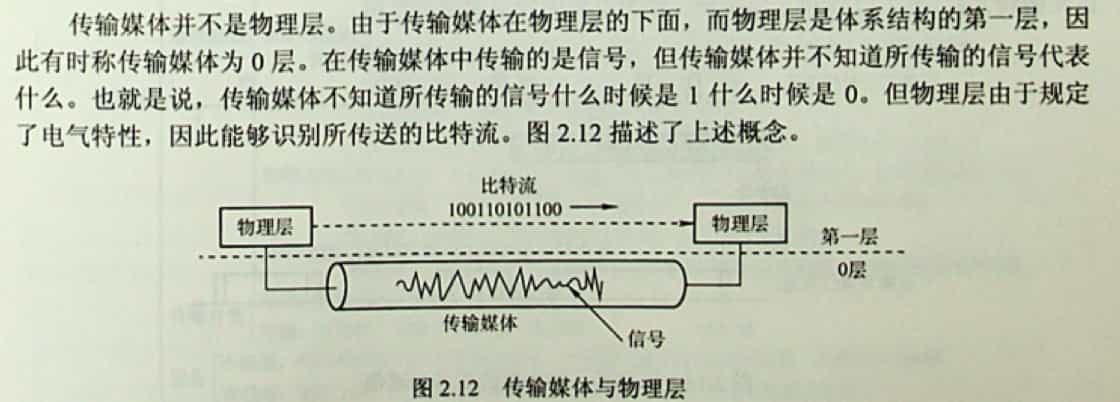 传输媒体并不是物理层。由于传输媒体在物理层的下面，而物理层是体系结构的第一层，因
此有时称传输媒体为 0 层。在传输媒体中传输的是信号，但传输媒体并不知道所传输的信号代表
什么。也就是说，传输媒体不知道所传输的信号什么时候是 1 什么时候是 0。但物理层由于规定
了电气特性，因此能够识别所传送的比特流。图 2.12 描述了上述概念。
比特流
100110101100
物理层
物理层
第一层
0层
传输媒体
信号
图 2.12 传输媒体与物理层